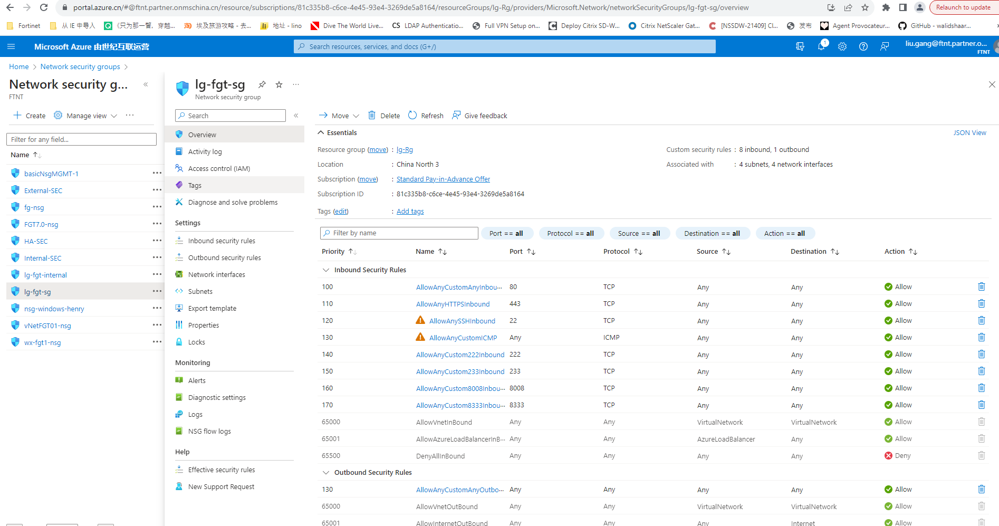 portal.azure.cn/#@ftnt.partner.onmschina.cn/resource/subscriptions/81c335b8-c6ce-4e45-93e4-3269de5a8164/resourceGroups/lg-Rg/providers/Microsoft.Network/networkSecurityGroups/lg-fgt-sg/overview
Relaunch to update
Fortinet
从 IE 中导入
《只为那一瞥，穿越...
埃及旅游攻略 - 去...
地址 - lino
Dive The World Live...
CS LDAP Authentication...
Full VPN Setup on...
Deploy Citrix SD-W...
Citrix NetScaler Gat...
[NSSDW-21409] Cl...
发布
Agent Provocateur...
GitHub - walidshaar...
Microsoft Azure 由世纪互联运营
Search resources, services, and docs (G+/)
1
liu.gang@ftnt.partner.o...
FTNT
Home > Network security groups >
Network security g...
FTNT
Create
Manage view
Filter for any field...
Name
basicNsgMGMT-1
External-SEC
fg-nsg
FGT7.0-nsg
HA-SEC
Internal-SEC
lg-fgt-internal
lg-fgt-sg
nsg-windows-henry
vNetFGT01-nsg
wx-fgt1-nsg
lg-fgt-sg
Network security group
Search
Overview
Activity log
Access control (IAM)
Tags
Diagnose and solve problems
Settings
Inbound security rules
Outbound security rules
Network interfaces
Subnets
Export template
Properties
Locks
Monitoring
Alerts
Diagnostic settings
Logs
NSG flow logs
Help
Effective security rules
New Support Request
Move
Delete
Refresh
Give feedback
Essentials
JSON View
Resource group (move) : lg-Rg
Location : China North 3
Subscription (move) : Standard Pay-in-Advance Offer
Subscription ID : 81c335b8-c6ce-4e45-93e4-3269de5a8164
Tags (edit) : Add tags
Custom security rules : 8 inbound, 1 outbound
Associated with : 4 subnets, 4 network interfaces
Filter by name
Port == all
Protocol == all
Source == all
Destination == all
Action == all
Priority Name Port Protocol Source Destination Action
Inbound Security Rules
100 AllowAnyCustomAnyInbou... 80 TCP Any Any Allow
110 AllowAnyHTTPSInbound 443 TCP Any Any Allow
120 AllowAnySSHInbound 22 TCP Any Any Allow
130 AllowAnyCustomICMP Any ICMP Any Any Allow
140 AllowAnyCustom222Inbound 222 TCP Any Any Allow
150 AllowAnyCustom233Inbound 233 TCP Any Any Allow
160 AllowAnyCustom8008Inbou... 8008 TCP Any Any Allow
170 AllowAnyCustom8333Inbou... 8333 TCP Any Any Allow
65000 AllowVnetInBound Any Any VirtualNetwork VirtualNetwork Allow
65001 AllowAzureLoadBalancerInB... Any Any AzureLoadBalancer Any Allow
65500 DenyAllInBound Any Any Any Any Deny
Outbound Security Rules
130 AllowAnyCustomAnyOutbo... Any Any Any Any Allow
65000 AllowVnetOutBound Any Any VirtualNetwork VirtualNetwork Allow
65001 AllowInternetOutBound Any Any Any Internet Allow